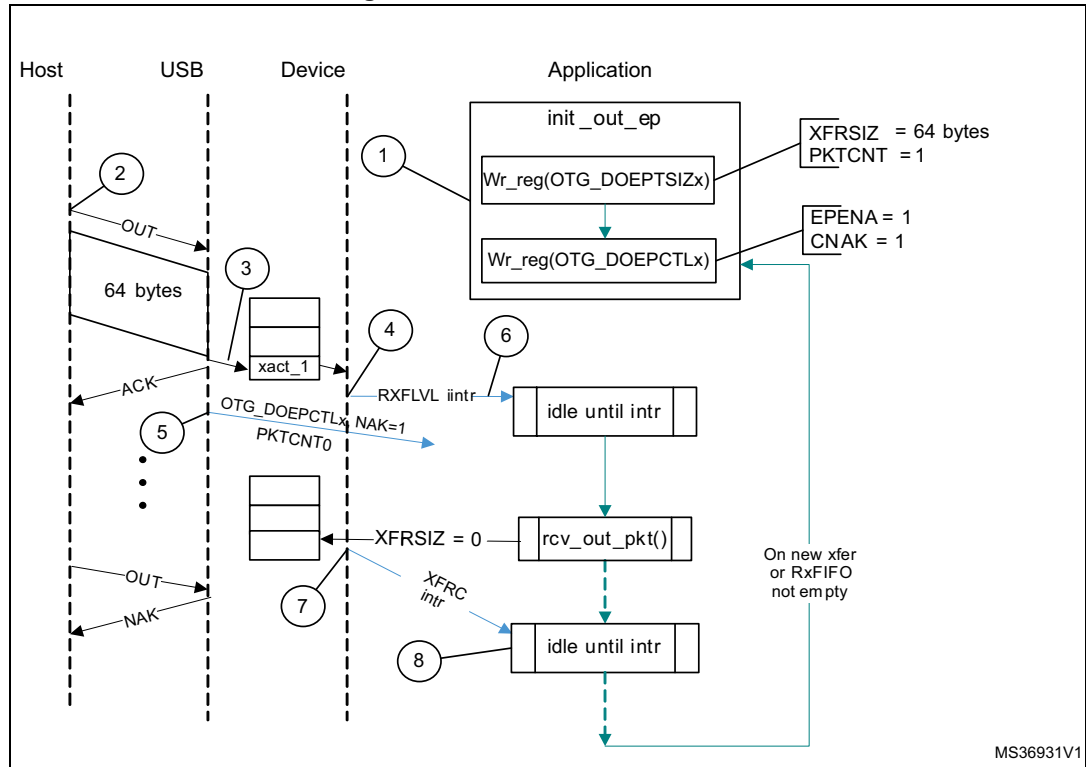 Host
USB
Device
Application
init_out_ep
1
Wr_reg(OTG_DOEPTSIZx)
XFRSIZ = 64 bytes
PKTCNT = 1
2
OUT
Wr_reg(OTG_DOEPCTLx)
EPENA = 1
CNAK = 1
3
64 bytes
xact_1
4
6
ACK
RXFLVL iintr
idle until intr
5
OTG_DOEPCTLx NAK=1
PKTCNT0
XFRSIZ = 0
rcv_out_pkt()
On new xfer
or RxFIFO
not empty
OUT
7
XFRC
intr
NAK
8
idle until intr
MS36931V1